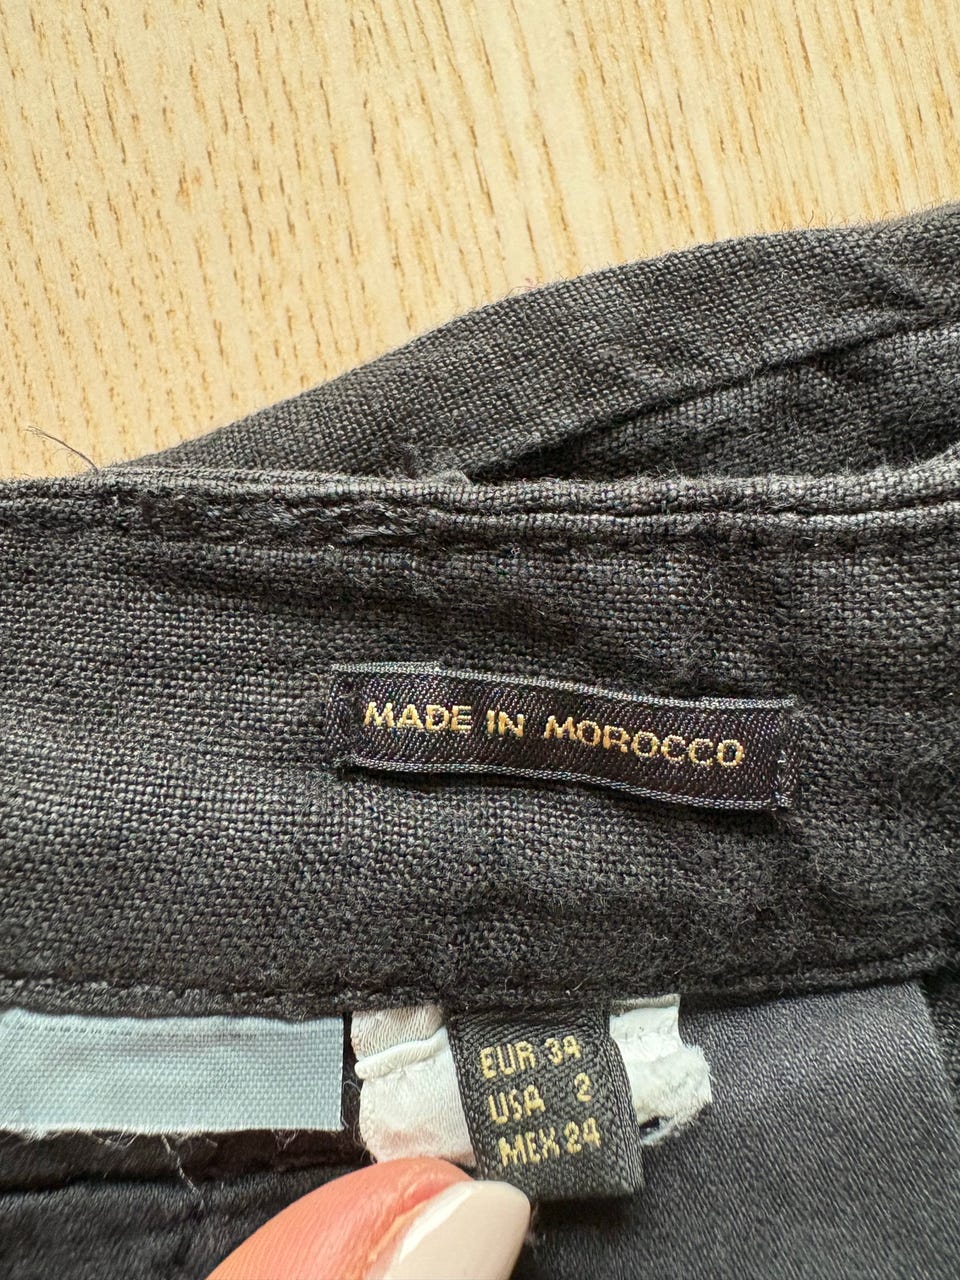 MADE IN MOROCCO
EUR 34
USA 2
MEX 24